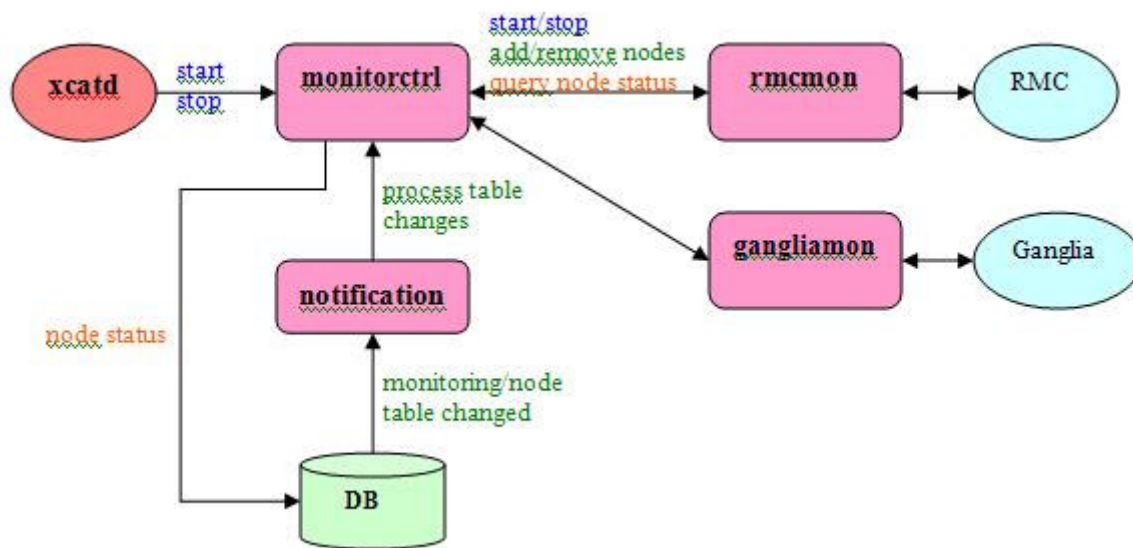 xcatd
start
stop
monitorctrl
start/stop
add/remove nodes
query node status
rmcmon
RMC
process table
changes
gangliamon
Ganglia
notification
node status
monitoring/node
table changed
DB